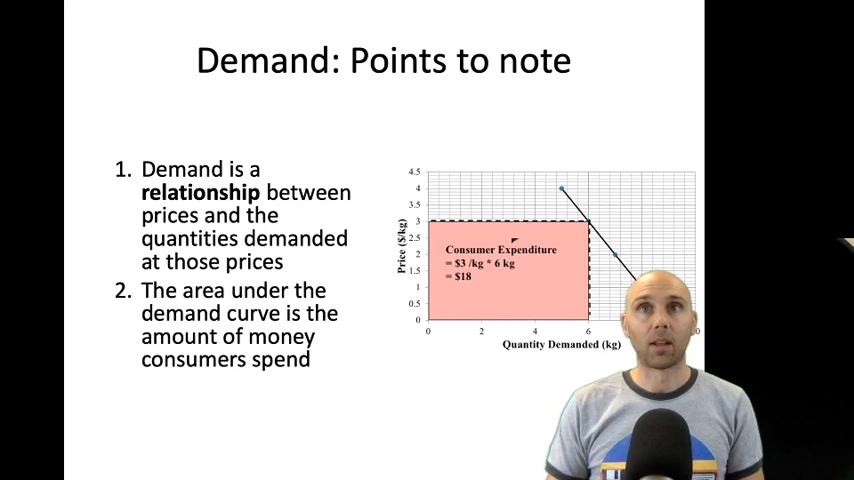 Demand: Points to note
1. Demand is a
relationship between
prices and the
quantities demanded
at those prices
2. The area under the
demand curve is the
amount of money
consumers spend
4.5
4
3.5
3
2.5
2
1.5
1
0.5
0
Price ($/kg)
Consumer Expenditure
= $3 /kg * 6 kg
= $18
0 2 4 6
Quantity Demanded (kg)